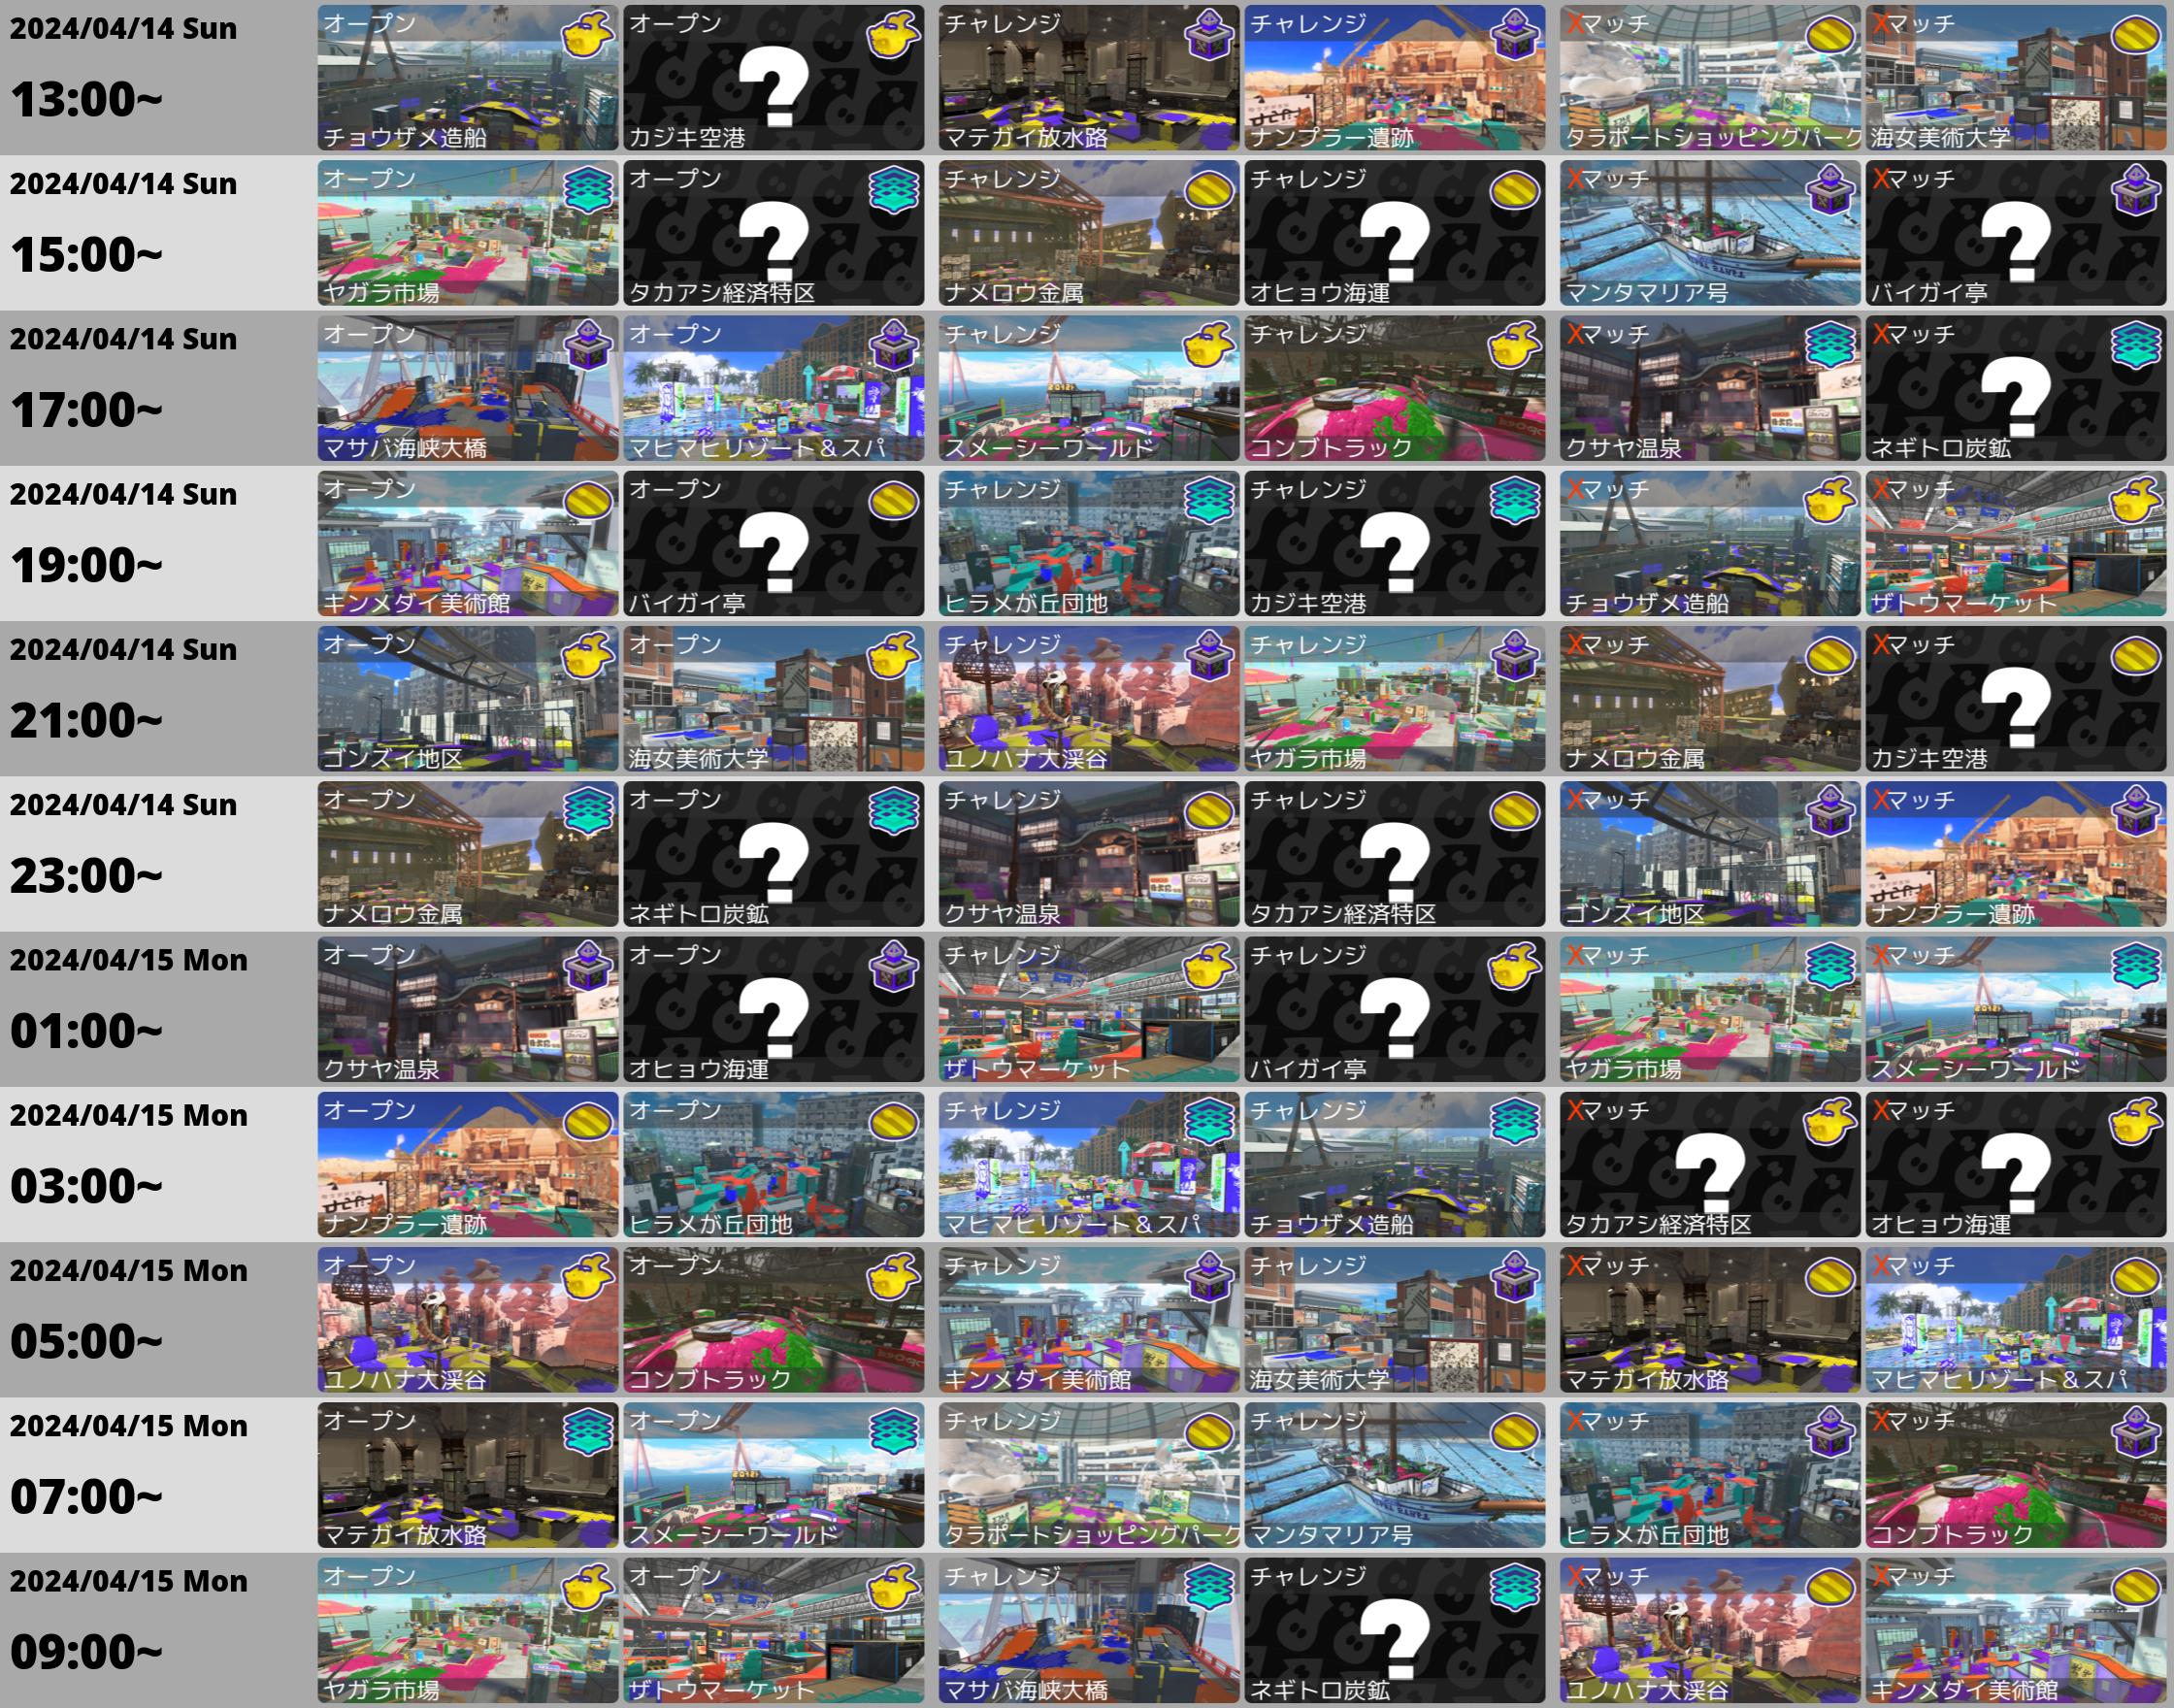 2024/04/14 Sun
13:00~
オープン
チョウザメ造船
オープン
カジキ空港
チャレンジ
マテガイ放水路
チャレンジ
ナンプラー遺跡
Xマッチ
タラポートショッピングパーク
Xマッチ
海女美術大学
2024/04/14 Sun
15:00~
オープン
ヤガラ市場
オープン
タカアシ経済特区
チャレンジ
ナメロウ金属
チャレンジ
オヒョウ海運
Xマッチ
マンタマリア号
Xマッチ
バイガイ亭
2024/04/14 Sun
17:00~
オープン
マサバ海峡大橋
オープン
マヒマヒリゾート＆スパ
チャレンジ
スメーシーワールド
チャレンジ
コンブトラック
Xマッチ
クサヤ温泉
Xマッチ
ネギトロ炭鉱
2024/04/14 Sun
19:00~
オープン
キンメダイ美術館
オープン
バイガイ亭
チャレンジ
ヒラメが丘団地
チャレンジ
カジキ空港
Xマッチ
チョウザメ造船
Xマッチ
ザトウマーケット
2024/04/14 Sun
21:00~
オープン
ゴンズイ地区
オープン
海女美術大学
チャレンジ
ユノハナ大渓谷
チャレンジ
ヤガラ市場
Xマッチ
ナメロウ金属
Xマッチ
カジキ空港
2024/04/14 Sun
23:00~
オープン
ナメロウ金属
オープン
ネギトロ炭鉱
チャレンジ
クサヤ温泉
チャレンジ
タカアシ経済特区
Xマッチ
ゴンズイ地区
Xマッチ
ナンプラー遺跡
2024/04/15 Mon
01:00~
オープン
クサヤ温泉
オープン
オヒョウ海運
チャレンジ
ザトウマーケット
チャレンジ
バイガイ亭
Xマッチ
ヤガラ市場
Xマッチ
スメーシーワールド
2024/04/15 Mon
03:00~
オープン
ナンプラー遺跡
オープン
ヒラメが丘団地
チャレンジ
マヒマヒリゾート＆スパ
チャレンジ
チョウザメ造船
Xマッチ
タカアシ経済特区
Xマッチ
オヒョウ海運
2024/04/15 Mon
05:00~
オープン
ユノハナ大渓谷
オープン
コンブトラック
チャレンジ
キンメダイ美術館
チャレンジ
海女美術大学
Xマッチ
マテガイ放水路
Xマッチ
マヒマヒリゾート＆スパ
2024/04/15 Mon
07:00~
オープン
マテガイ放水路
オープン
スメーシーワールド
チャレンジ
タラポートショッピングパーク
チャレンジ
マンタマリア号
Xマッチ
ヒラメが丘団地
Xマッチ
コンブトラック
2024/04/15 Mon
09:00~
オープン
ヤガラ市場
オープン
ザトウマーケット
チャレンジ
マサバ海峡大橋
チャレンジ
ネギトロ炭鉱
Xマッチ
ユノハナ大渓谷
Xマッチ
キンメダイ美術館